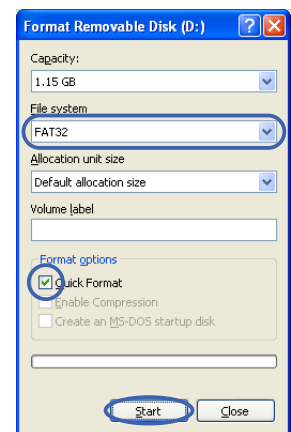 Format Removable Disk (D:)
Capacity:
1.15 GB
File system
FAT32
Allocation unit size
Default allocation size
Volume label
Format options
Quick Format
Enable Compression
Create an MS-DOS startup disk
Start
Close